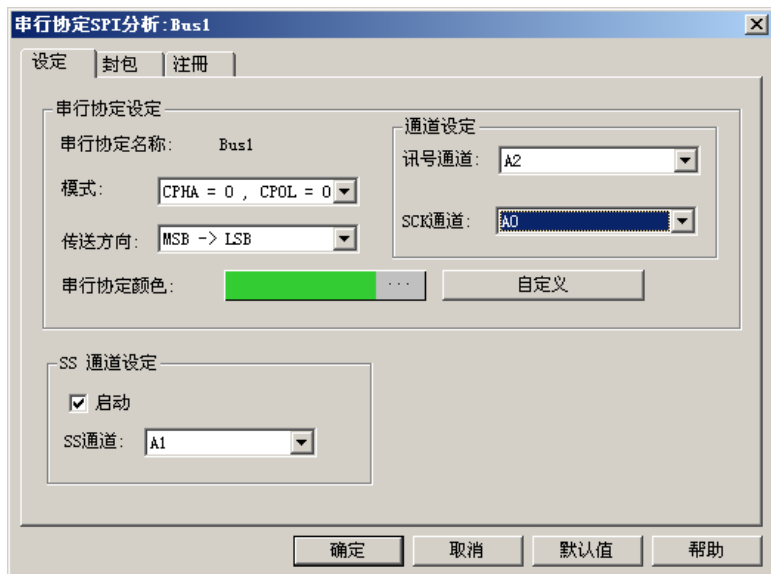 串行协定SPI分析:Bus1
设定 封包 注冊
串行协定设定
串行协定名称: Bus1
模式: CPHA = 0 , CPOL = 0
传送方向: MSB -> LSB
通道设定
讯号通道: A2
SCK通道: A0
串行协定颜色: ... 自定义
SS 通道设定
启动
SS通道: A1
确定 取消 默认值 帮助